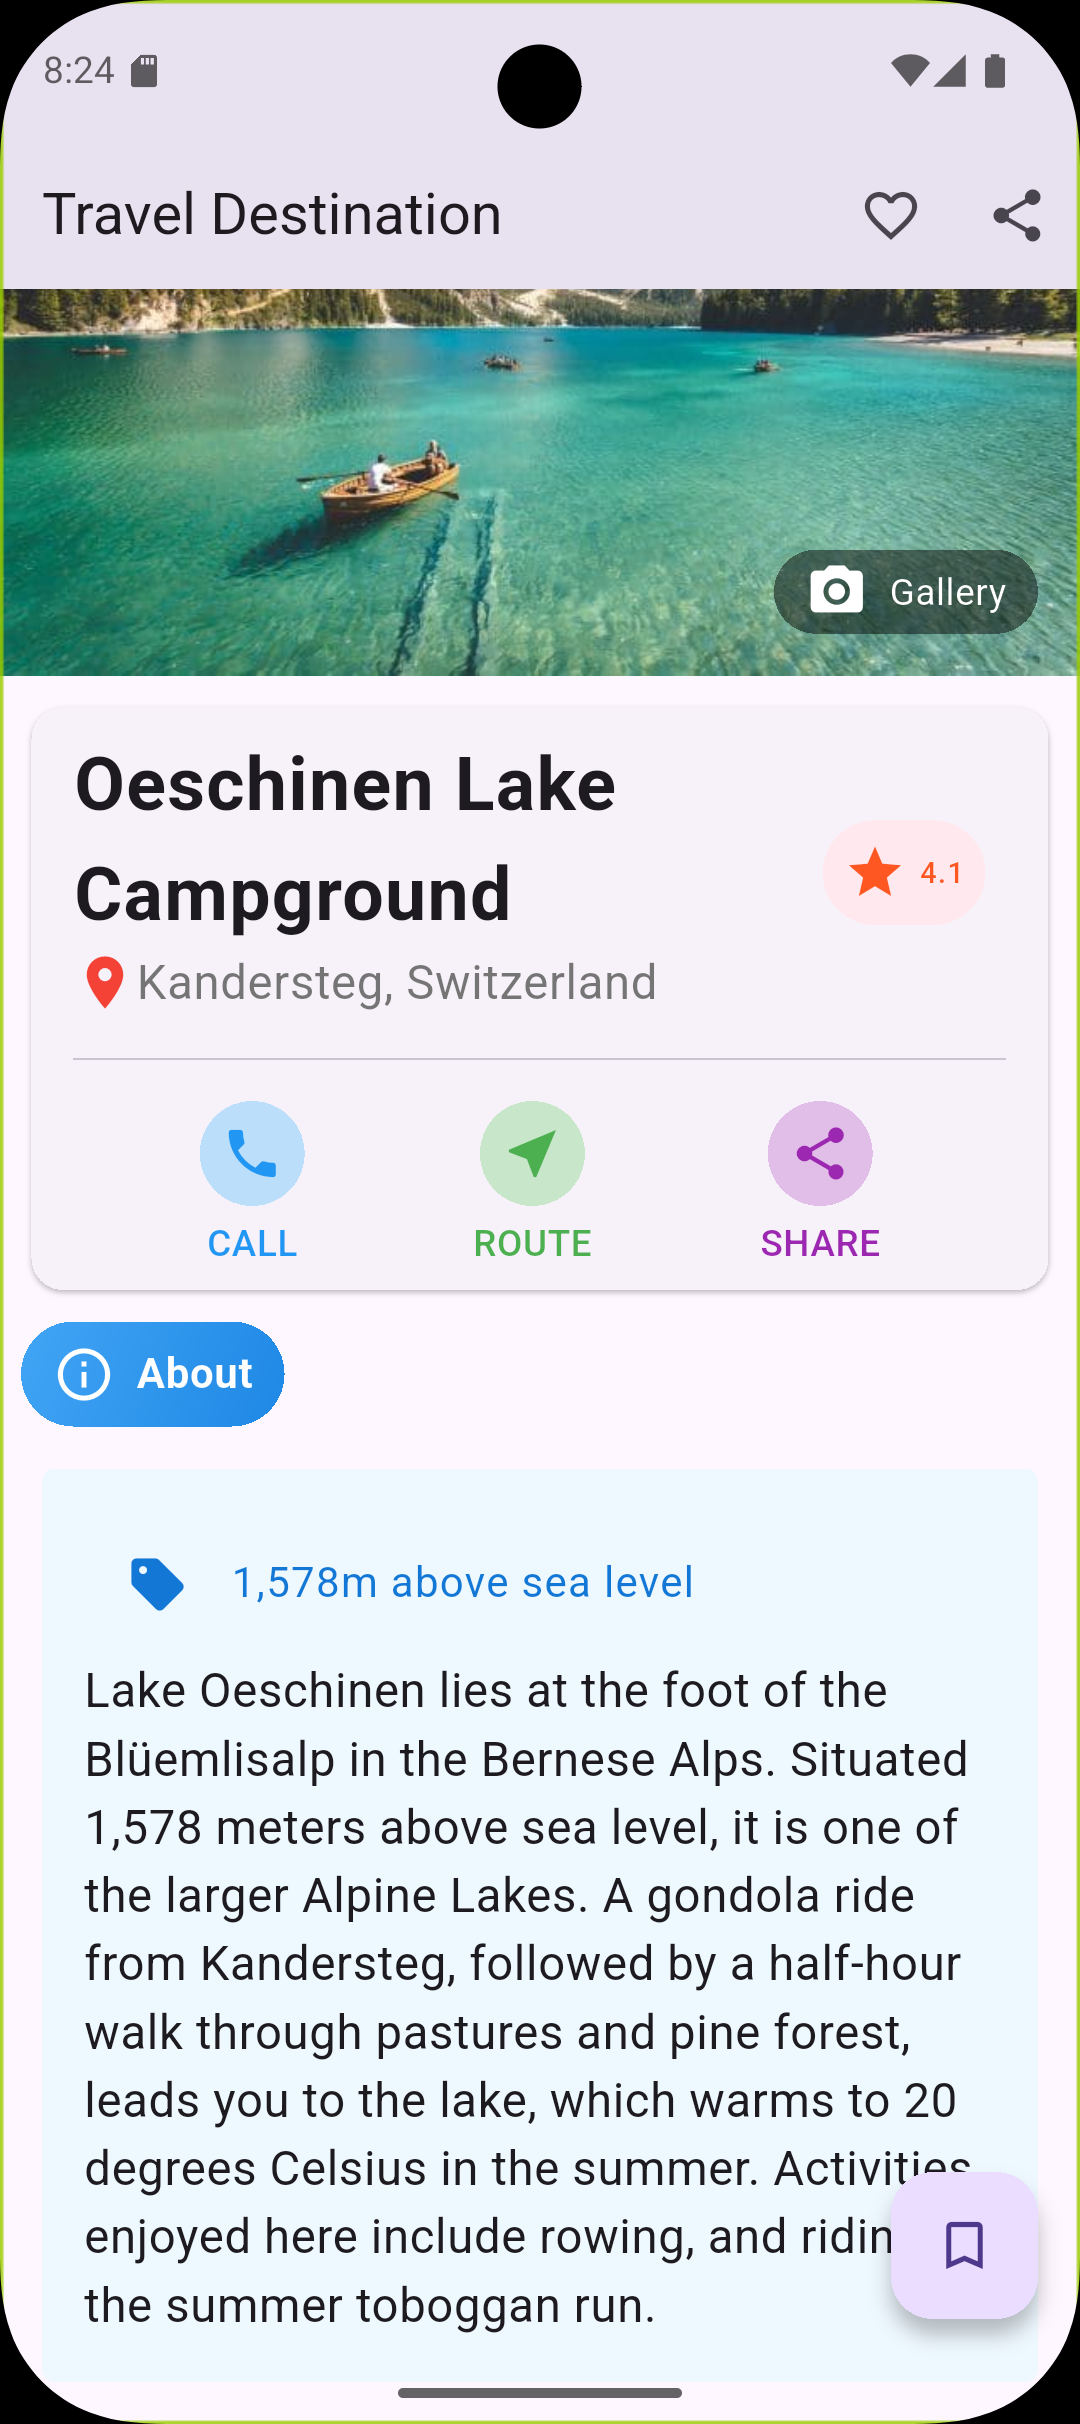 8:24
Travel Destination
Gallery
Oeschinen Lake
Campground
4.1
Kandersteg, Switzerland
CALL
ROUTE
SHARE
About
1,578m above sea level
Lake Oeschinen lies at the foot of the
Blüemlisalp in the Bernese Alps. Situated
1,578 meters above sea level, it is one of
the larger Alpine Lakes. A gondola ride
from Kandersteg, followed by a half-hour
walk through pastures and pine forest,
leads you to the lake, which warms to 20
degrees Celsius in the summer. Activities
enjoyed here include rowing, and ridin
the summer toboggan run.